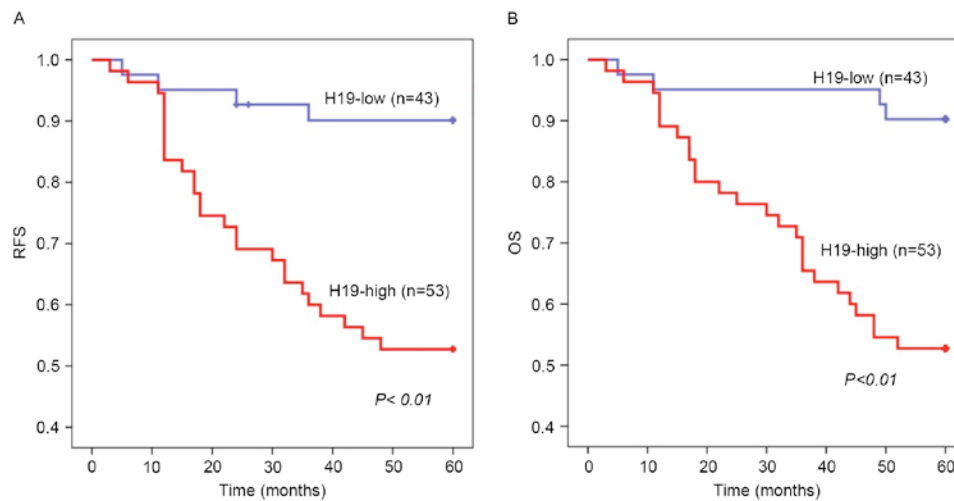 A
1.0
0.9
0.8
0.7
0.6
0.5
0.4
RFS
H19-low (n=43)
H19-high (n=53)
P< 0.01
0 10 20 30 40 50 60
Time (months)
B
1.0
0.9
0.8
0.7
0.6
0.5
0.4
OS
H19-low (n=43)
H19-high (n=53)
P<0.01
0 10 20 30 40 50 60
Time (months)